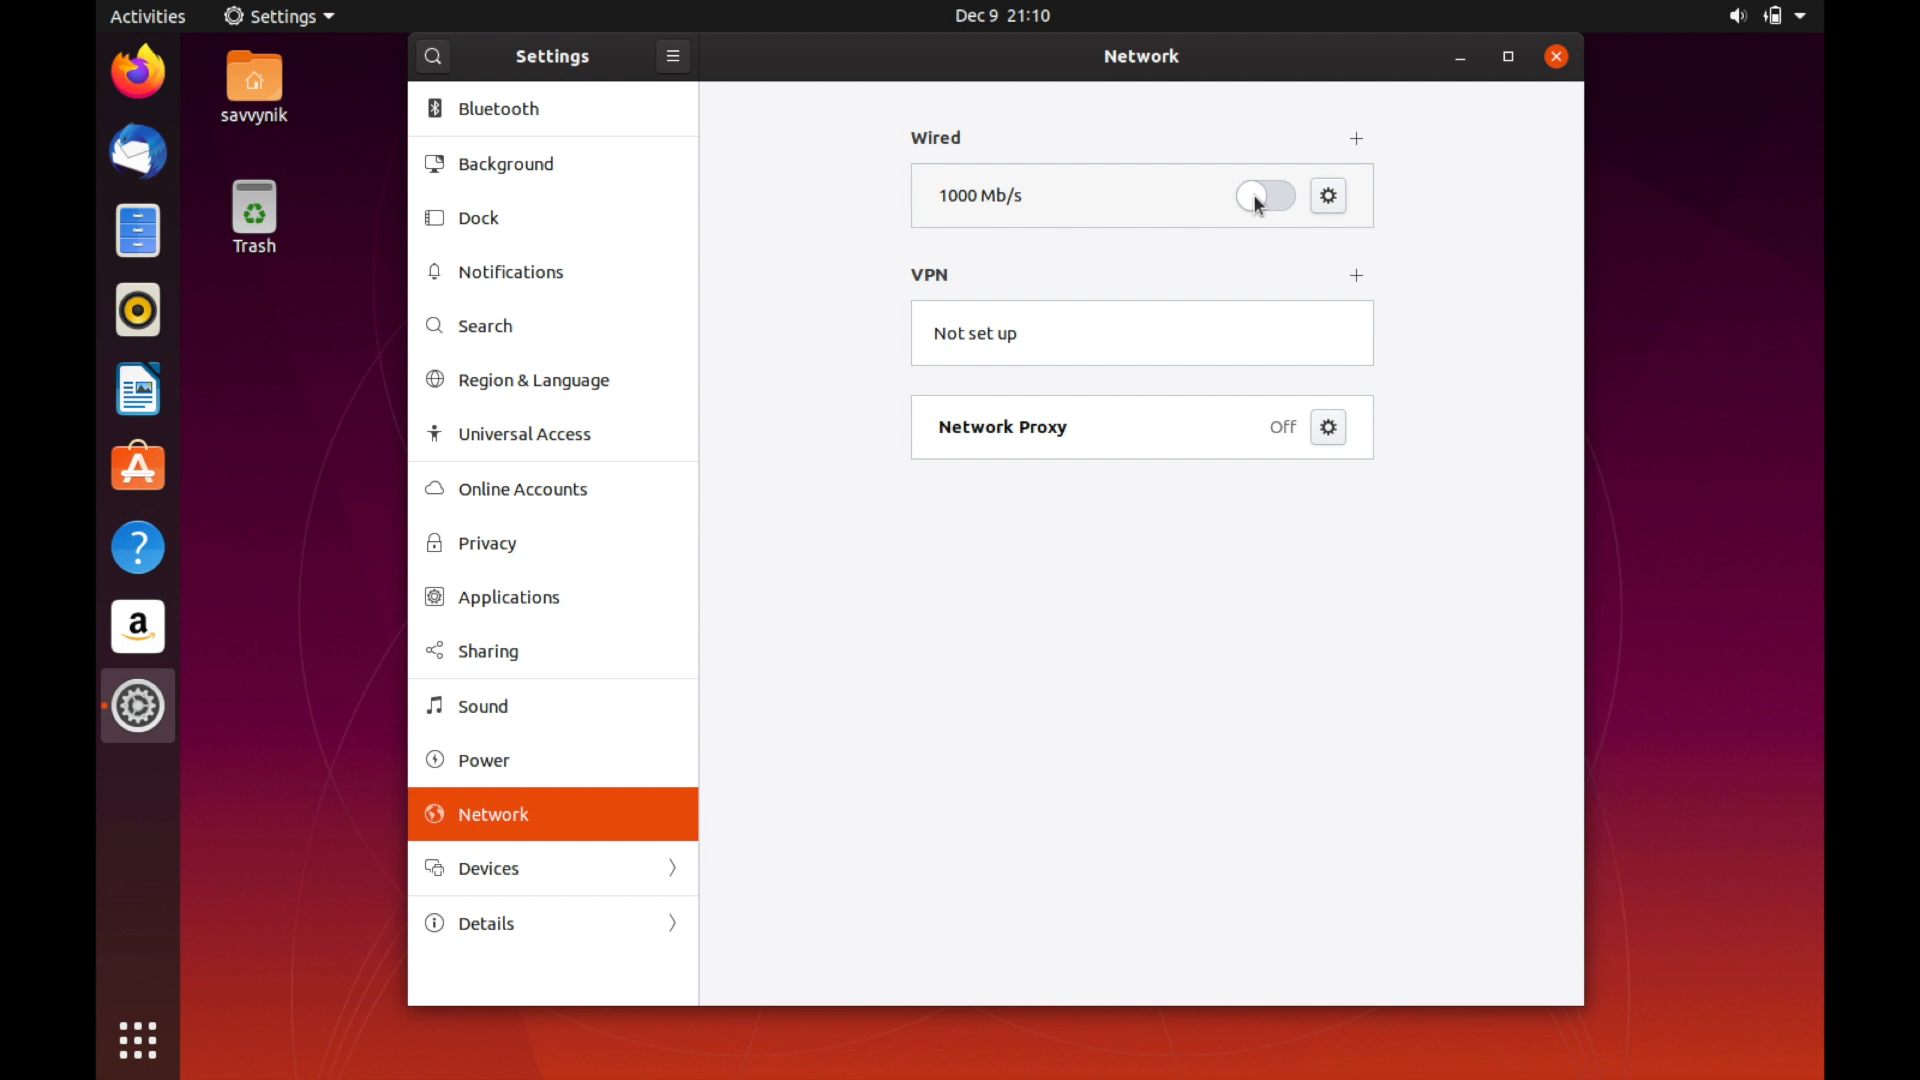 Activities
Settings
Dec 9 21:10
savvynik
Trash
Settings
Network
Bluetooth
Background
Dock
Notifications
Search
Region & Language
Universal Access
Online Accounts
Privacy
Applications
Sharing
Sound
Power
Network
Devices
Details
Wired
1000 Mb/s
VPN
Not set up
Network Proxy
Off
?
a